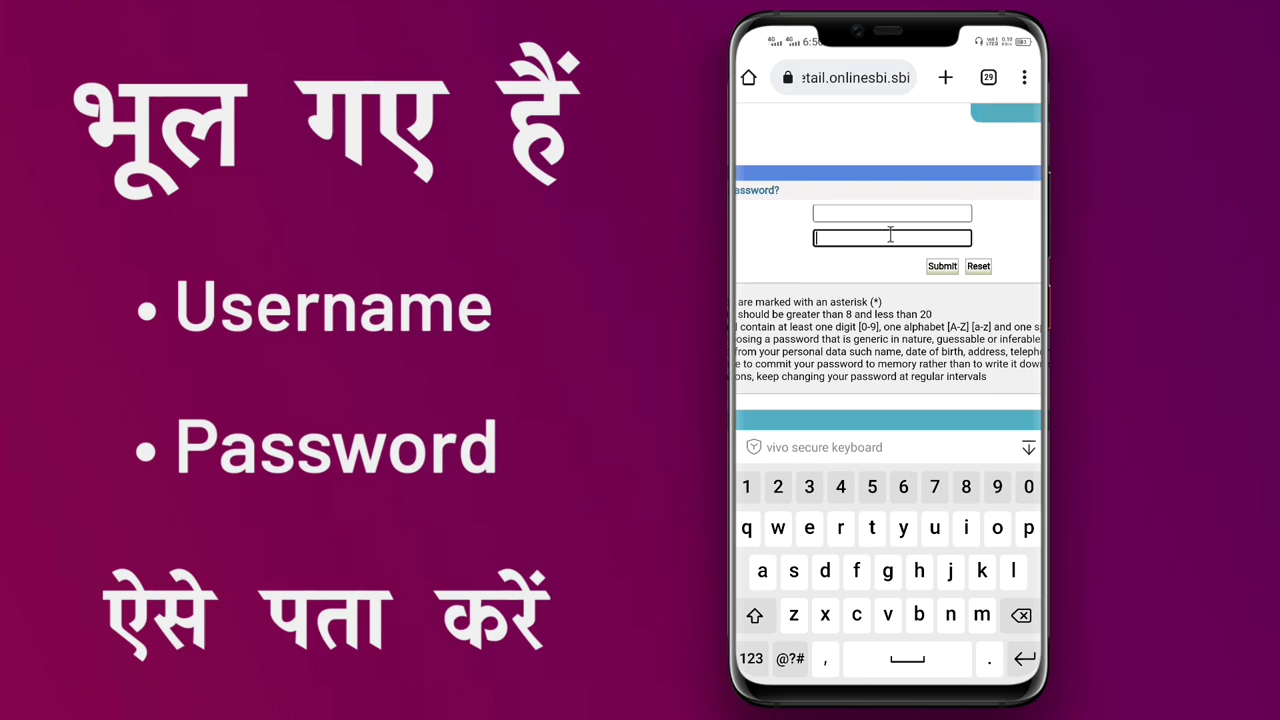 भूल गए हैं
• Username
• Password
ऐसे पता करें
6:5
etail.onlinesbi.sbi
29
assword?
Submit Reset
are marked with an asterisk (*)
should be greater than 8 and less than 20
contain at least one digit [0-9], one alphabet [A-Z] [a-z] and one s
osing a password that is generic in nature, guessable or inferable
from your personal data such name, date of birth, address, teleph
e to commit your password to memory rather than to write it down
ons, keep changing your password at regular intervals
vivo secure keyboard
1 2 3 4 5 6 7 8 9 0
q w e r t y u i o p
a s d f g h j k l
z x c v b n m
123 @?# , .